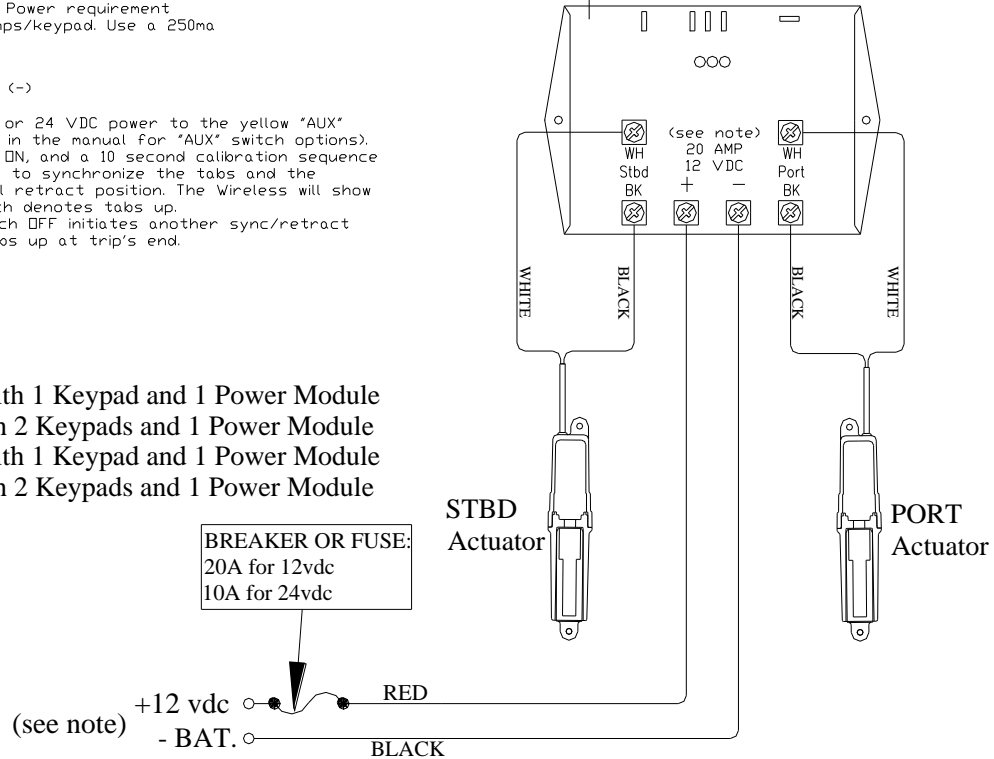 Power requirement
nps/keypad. Use a 250ma
(-)
or 24 VDC power to the yellow "AUX"
in the manual for "AUX" switch options).
ON, and a 10 second calibration sequence
to synchronize the tabs and the
l retract position. The Wireless will show
ch denotes tabs up.
ch OFF initiates another sync/retract
bs up at trip's end.
WH
Stbd
BK
(see note)
20 AMP
12 VDC
+ -
WH
Port
BK
WHITE
BLACK
BLACK
WHITE
ith 1 Keypad and 1 Power Module
h 2 Keypads and 1 Power Module
ith 1 Keypad and 1 Power Module
h 2 Keypads and 1 Power Module
STBD
Actuator
PORT
Actuator
BREAKER OR FUSE:
20A for 12vdc
10A for 24vdc
(see note)
+12 vdc
RED
- BAT.
BLACK